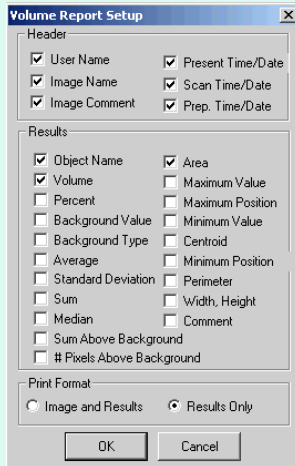 Volume Report Setup
Header
User Name Present Time/Date
Image Name Scan Time/Date
Image Comment Prep. Time/Date
Results
Object Name Area
Volume Maximum Value
Percent Maximum Position
Background Value Minimum Value
Background Type Centroid
Average Minimum Position
Standard Deviation Perimeter
Sum Width, Height
Median Comment
Sum Above Background
# Pixels Above Background
Print Format
Image and Results Results Only
OK Cancel